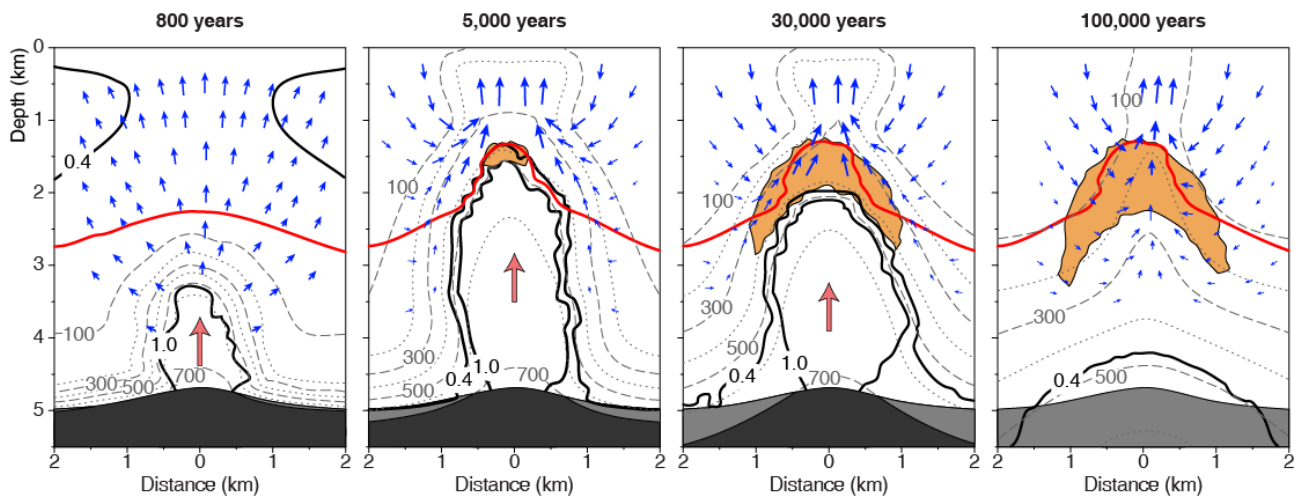 800 years
5,000 years
30,000 years
100,000 years
Depth (km)
0
1
2
3
4
5
0.4
100
300
500
700
1.0
2 1 0 1 2
Distance (km)
100
300
500
0.4
1.0
700
2 1 0 1 2
Distance (km)
100
300
500
0.4
1.0
700
2 1 0 1 2
Distance (km)
100
300
0.4
500
2 1 0 1 2
Distance (km)